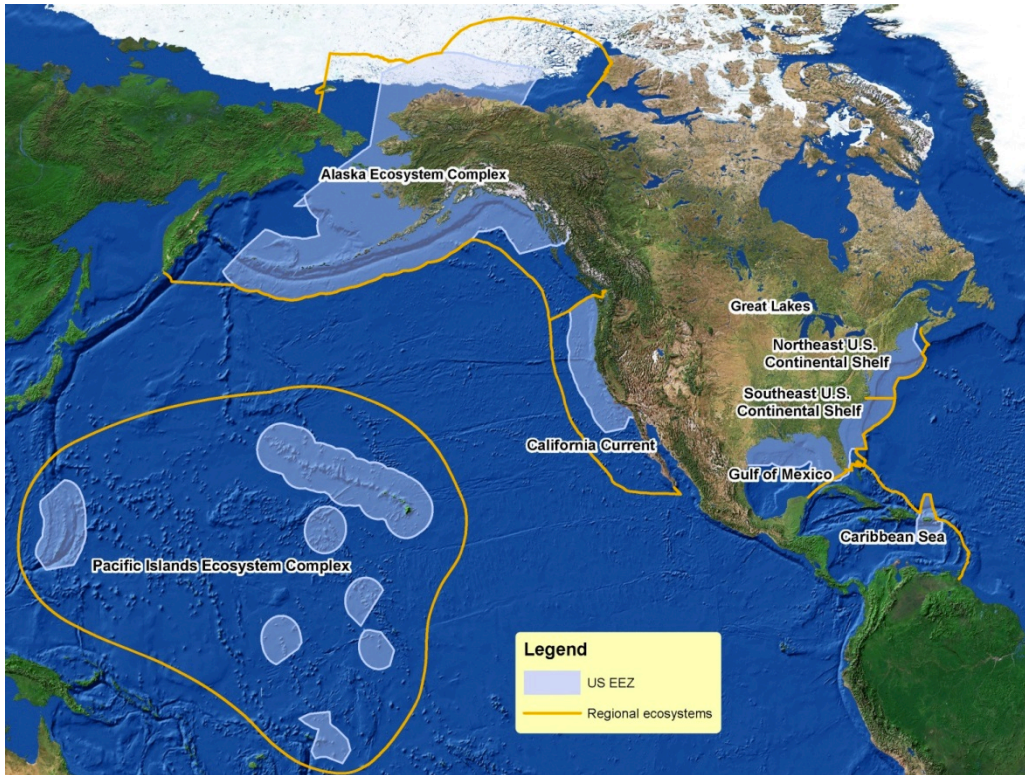 Alaska Ecosystem Complex
Great Lakes
Northeast U.S.
Continental Shelf
Southeast U.S.
Continental Shelf
California Current
Gulf of Mexico
Caribbean Sea
Pacific Islands Ecosystem Complex
Legend
US EEZ
Regional ecosystems